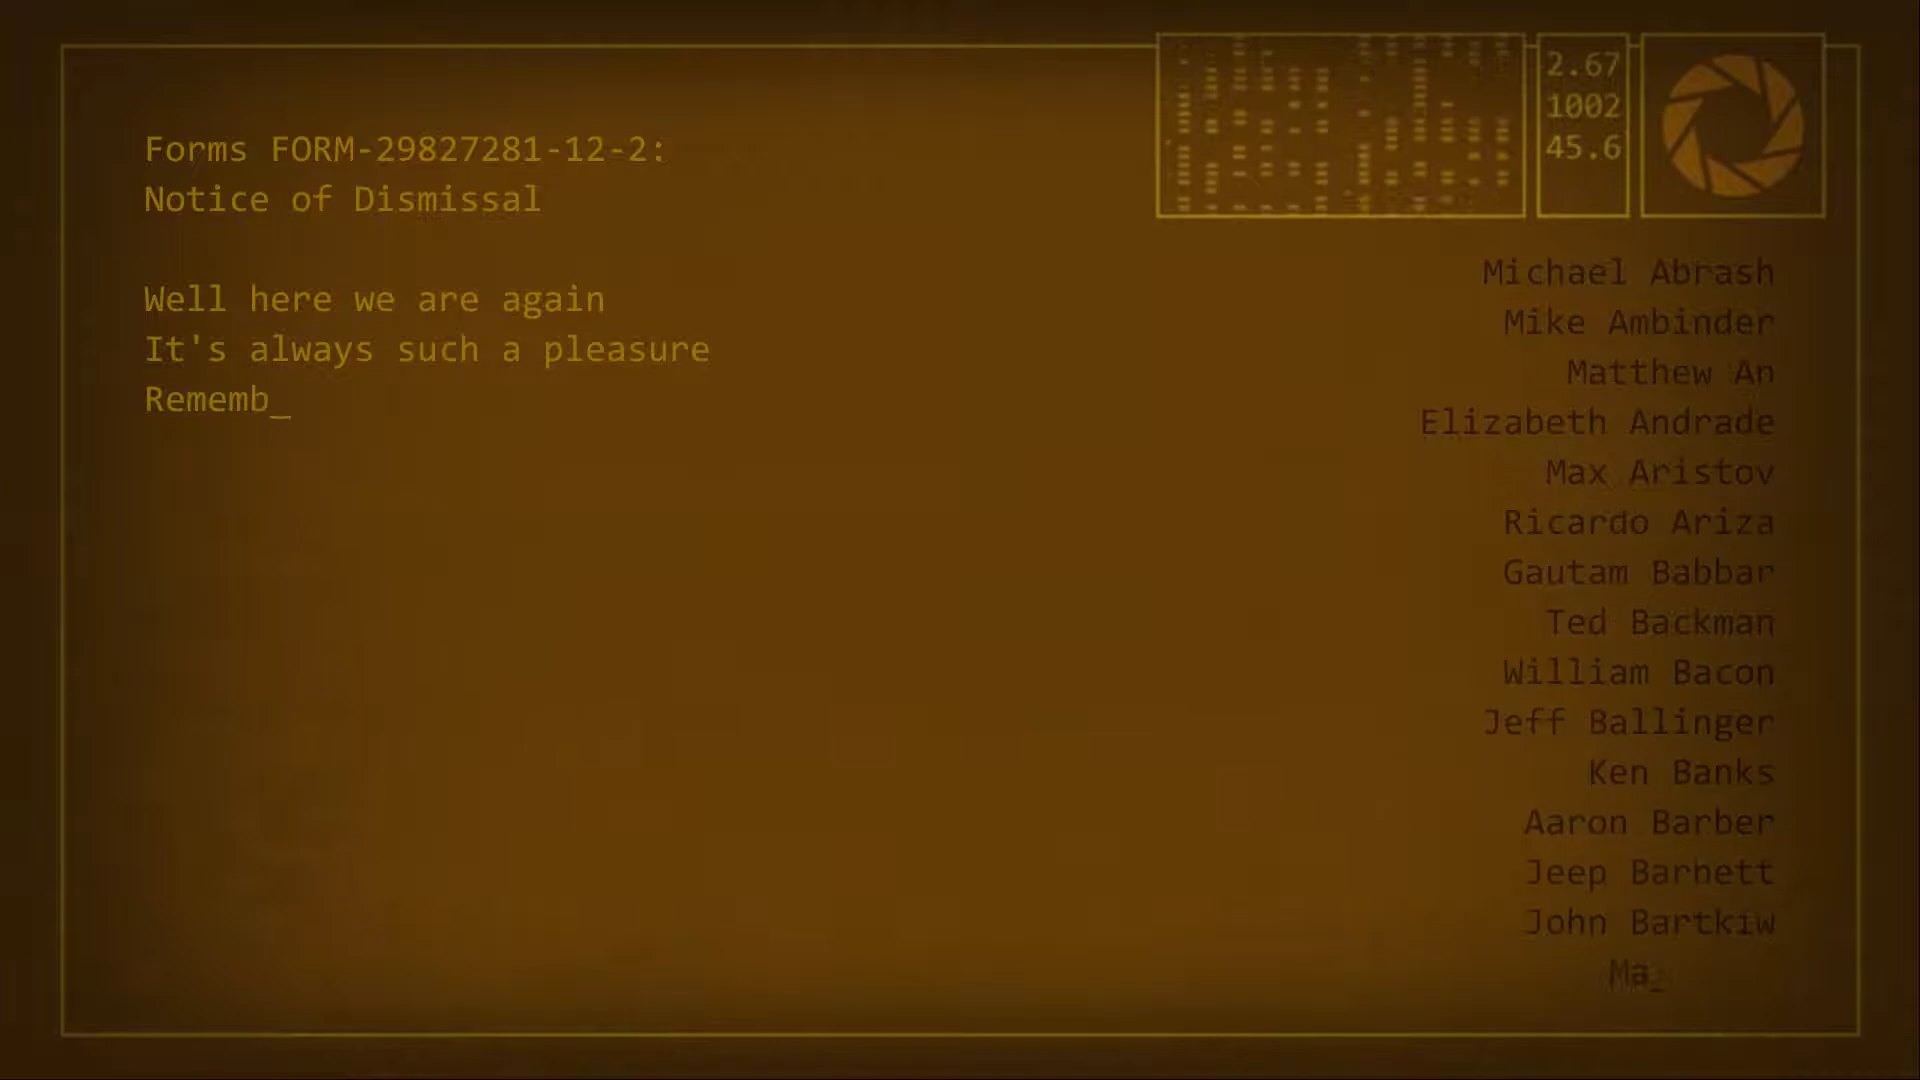 Forms FORM-29827281-12-2:
Notice of Dismissal
Well here we are again
It's always such a pleasure
Rememb_
2.67
1002
45.6
Michael Abrash
Mike Ambinder
Matthew An
Elizabeth Andrade
Max Aristov
Ricardo Ariza
Gautam Babbar
Ted Backman
William Bacon
Jeff Ballinger
Ken Banks
Aaron Barber
Jeep Barnett
John Bartkiw
Ma_